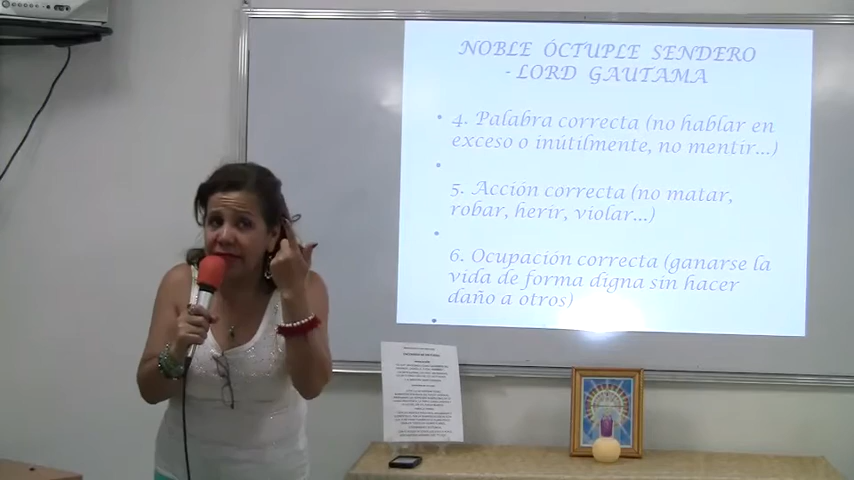 NOBLE ÓCTUPLE SENDERO
- LORD GAUTAMA
• 4. Palabra correcta (no hablar en
exceso o inútilmente, no mentir...)
•
5. Acción correcta (no matar,
robar, herir, violar...)
•
6. Ocupación correcta (ganarse la
vida de forma digna sin hacer
daño a otros)
•